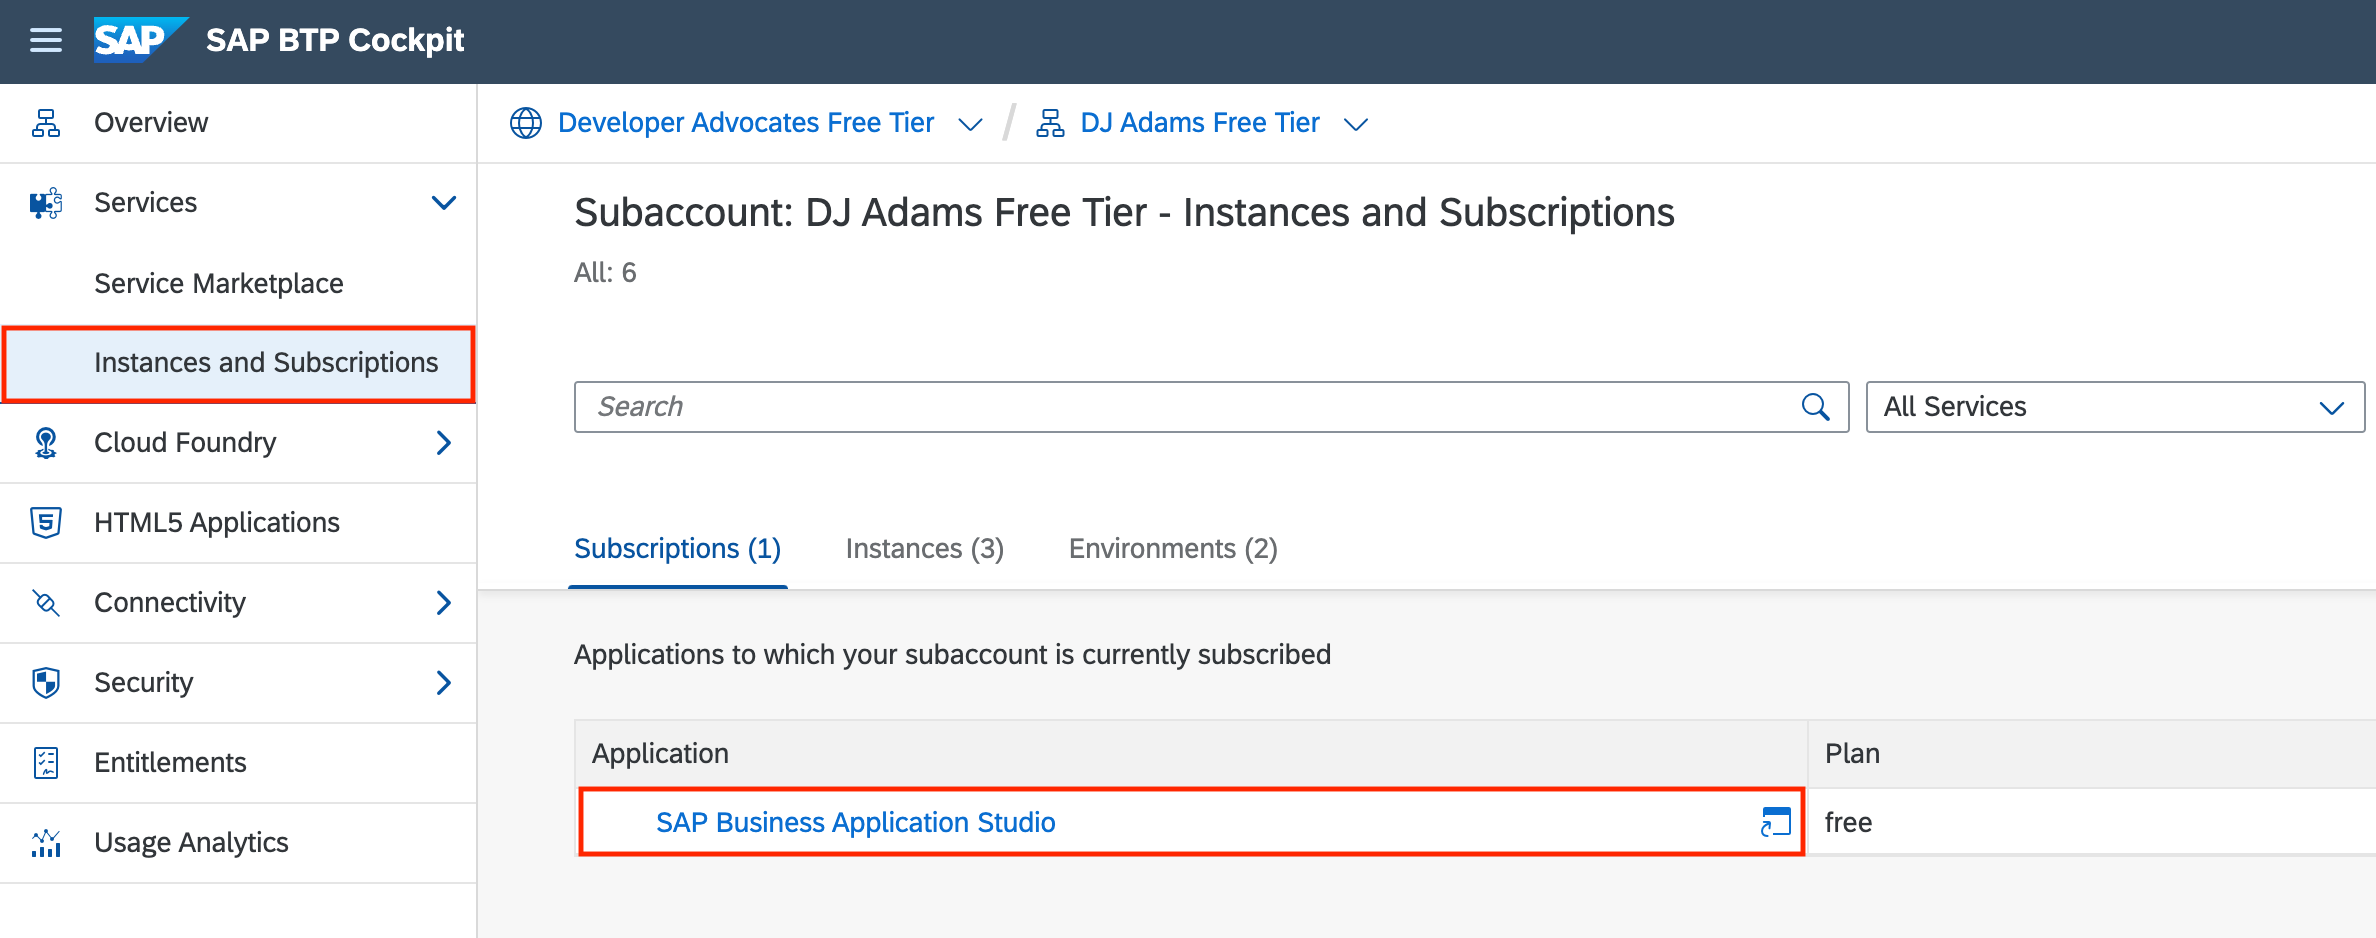 SAP SAP BTP Cockpit
Overview
Services
Service Marketplace
Instances and Subscriptions
Cloud Foundry
HTML5 Applications
Connectivity
Security
Entitlements
Usage Analytics
Developer Advocates Free Tier / DJ Adams Free Tier
Subaccount: DJ Adams Free Tier - Instances and Subscriptions
All: 6
Search
All Services
Subscriptions (1) Instances (3) Environments (2)
Applications to which your subaccount is currently subscribed
Application Plan
SAP Business Application Studio free